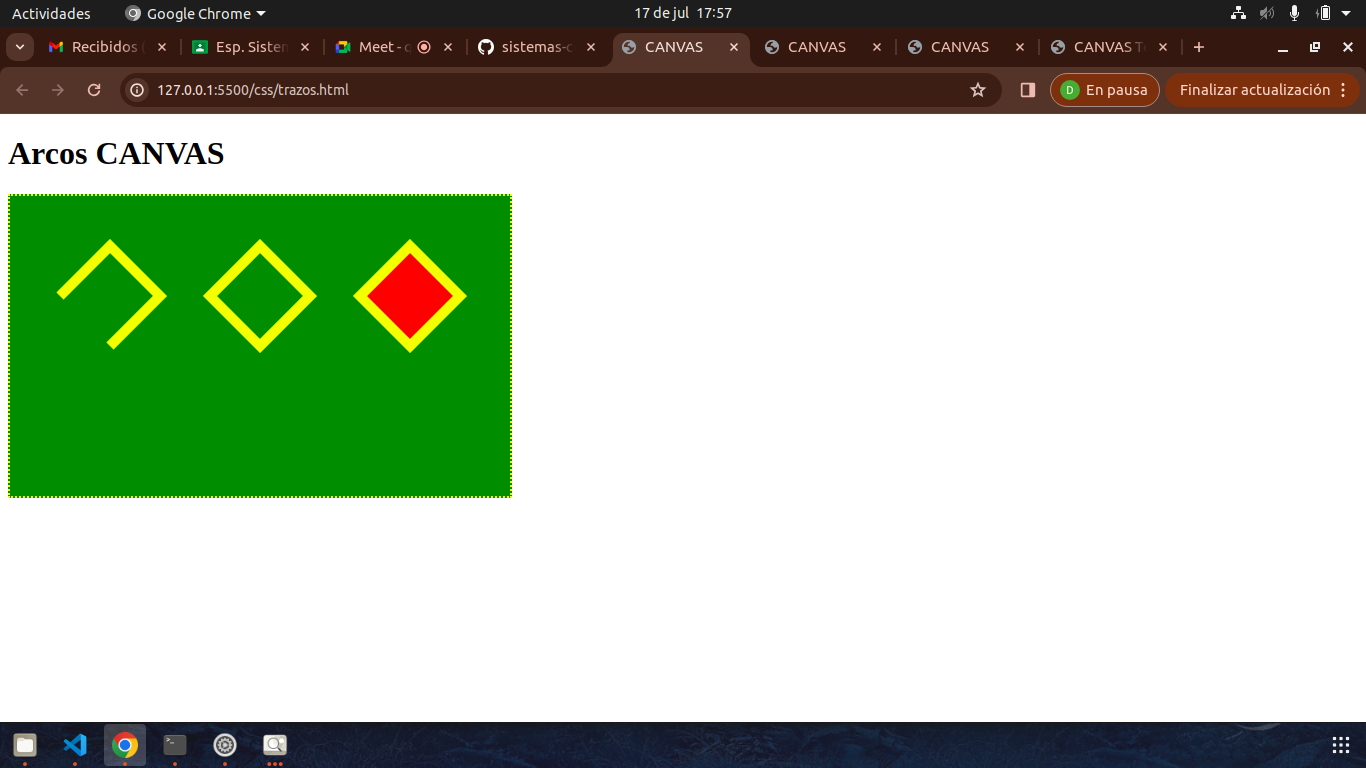 Actividades
Google Chrome
17 de jul 17:57
Recibidos (
Esp. Sistem
Meet - c
sistemas-c
CANVAS
CANVAS
CANVAS
CANVAS T
127.0.0.1:5500/css/trazos.html
D
En pausa
Finalizar actualización
Arcos CANVAS